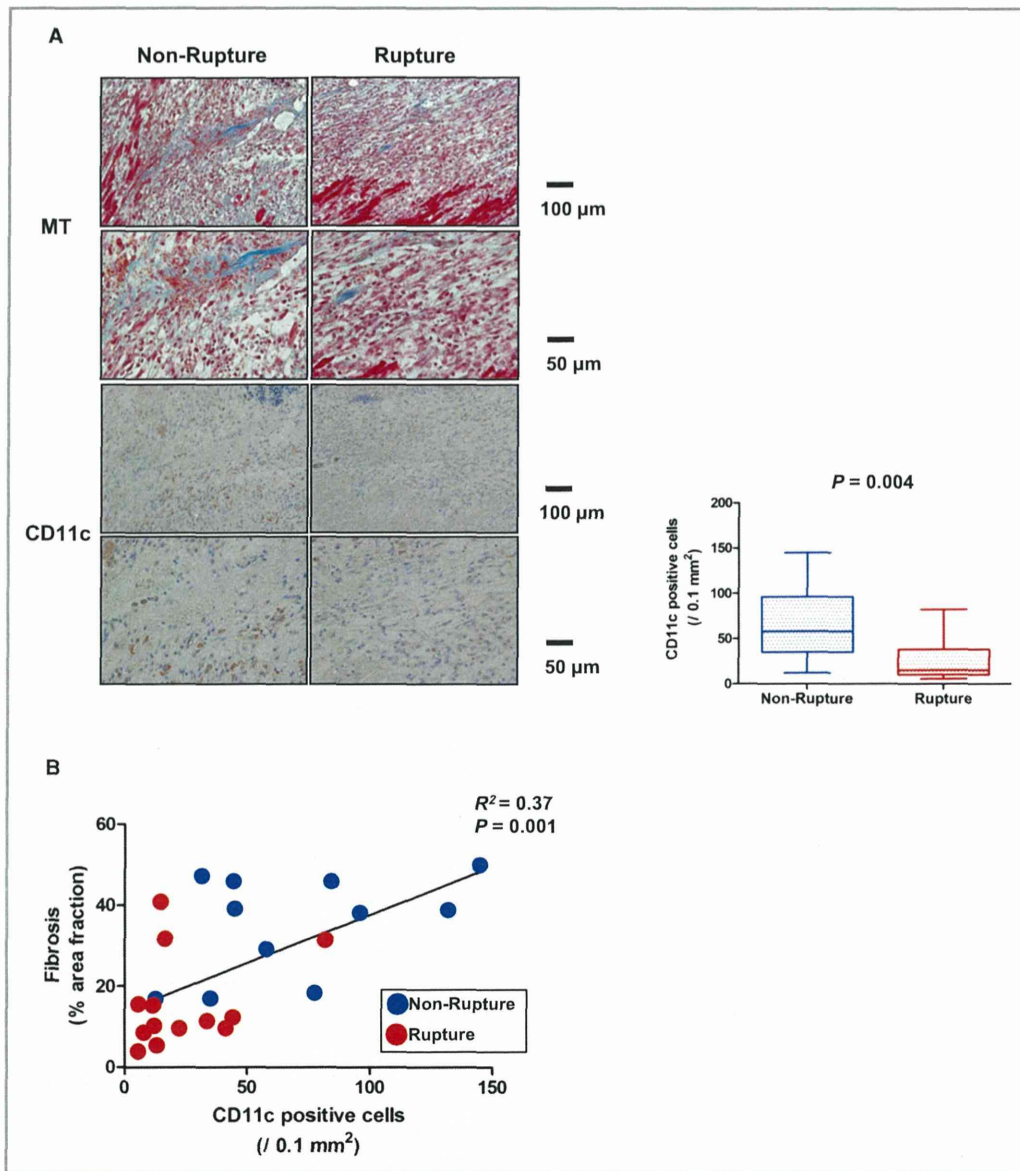 A
Non-Rupture
Rupture
MT
100 µm
50 µm
CD11c
100 µm
50 µm
P = 0.004
CD11c positive cells
(/ 0.1 mm²)
200
150
100
50
0
Non-Rupture
Rupture
B
R² = 0.37
P = 0.001
Fibrosis
(% area fraction)
60
40
20
0
Non-Rupture
Rupture
0
50
100
150
CD11c positive cells
(/ 0.1 mm²)